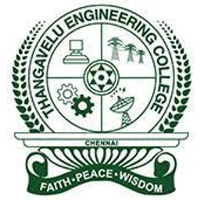 THANGAVELU ENGINEERING COLLEGE
CHENNAI
FAITH • PEACE • WISDOM